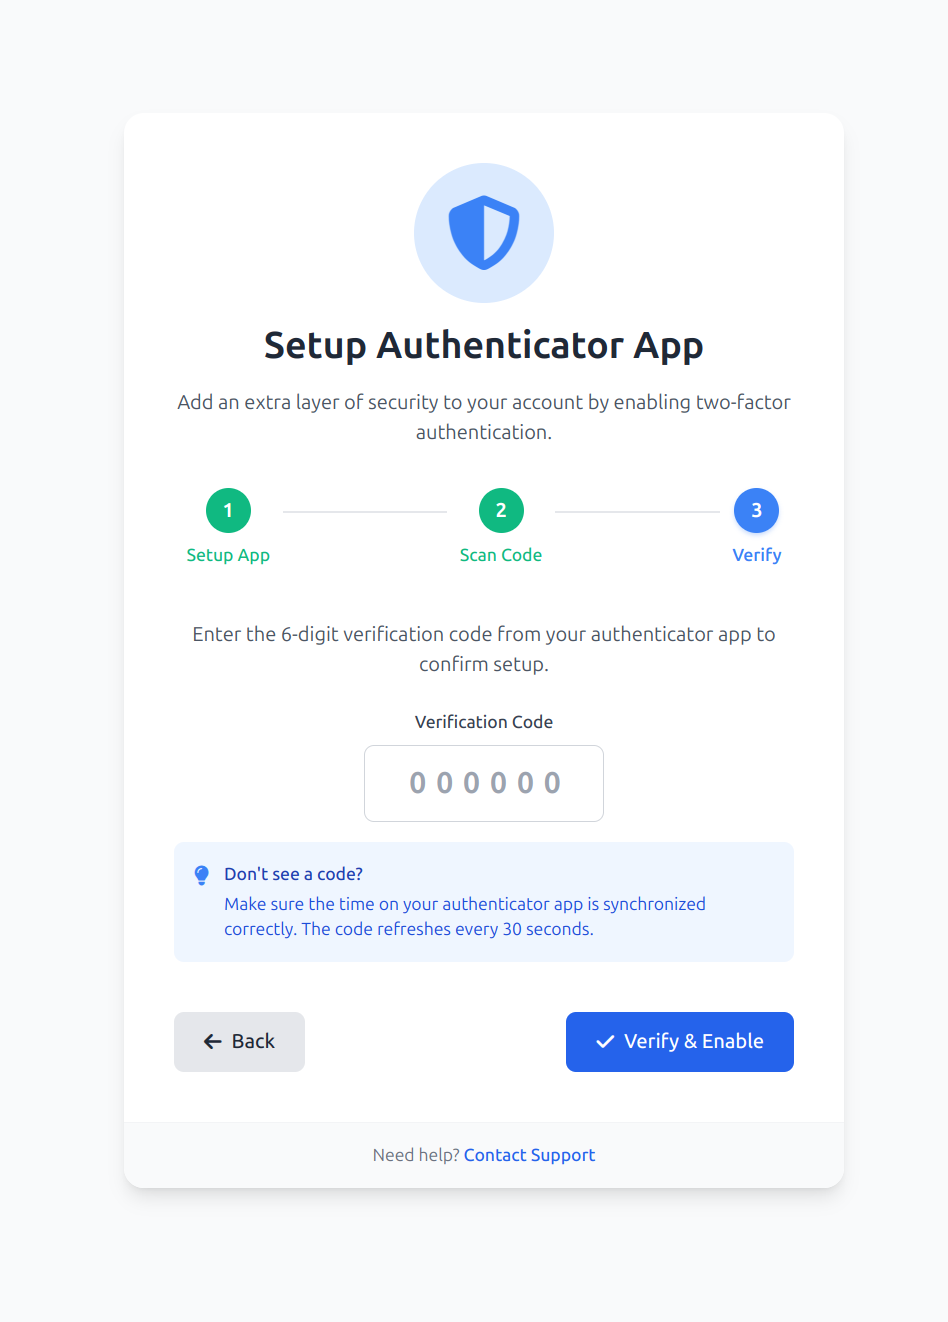 Setup Authenticator App
Add an extra layer of security to your account by enabling two-factor
authentication.
1
2
3
Setup App
Scan Code
Verify
Enter the 6-digit verification code from your authenticator app to
confirm setup.
Verification Code
000000
Don't see a code?
Make sure the time on your authenticator app is synchronized
correctly. The code refreshes every 30 seconds.
Back
Verify & Enable
Need help? Contact Support